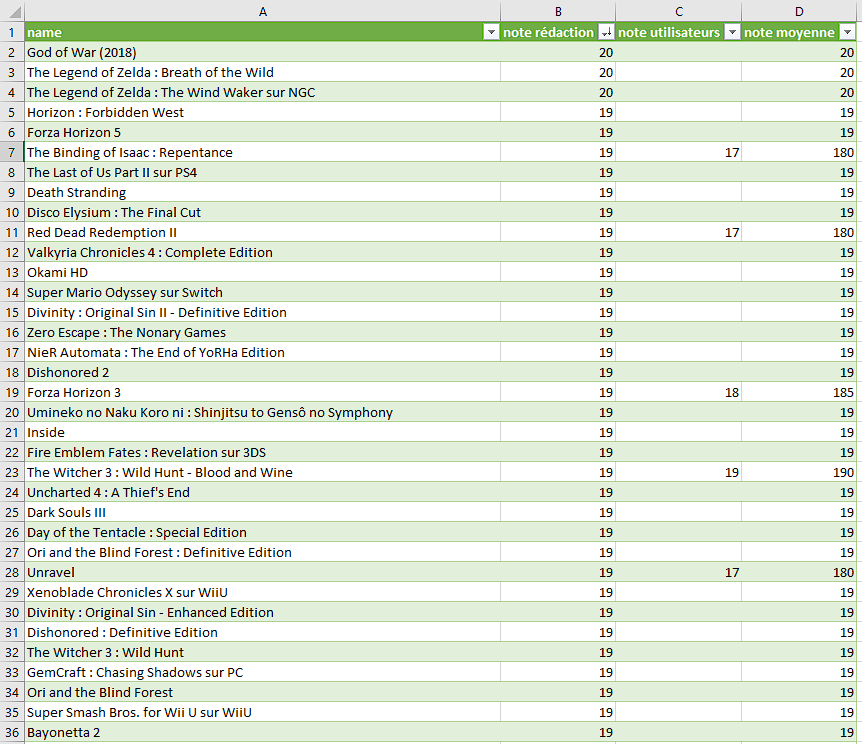 A B C D
1 name note rédaction note utilisateurs note moyenne
2 God of War (2018) 20 20
3 The Legend of Zelda : Breath of the Wild 20 20
4 The Legend of Zelda : The Wind Waker sur NGC 20 20
5 Horizon : Forbidden West 19 19
6 Forza Horizon 5 19 19
7 The Binding of Isaac : Repentance 19 17 180
8 The Last of Us Part II sur PS4 19 19
9 Death Stranding 19 19
10 Disco Elysium : The Final Cut 19 19
11 Red Dead Redemption II 19 17 180
12 Valkyria Chronicles 4 : Complete Edition 19 19
13 Okami HD 19 19
14 Super Mario Odyssey sur Switch 19 19
15 Divinity : Original Sin II - Definitive Edition 19 19
16 Zero Escape : The Nonary Games 19 19
17 NieR Automata : The End of YoRHa Edition 19 19
18 Dishonored 2 19 19
19 Forza Horizon 3 19 18 185
20 Umineko no Naku Koro ni : Shinjitsu to Gensô no Symphony 19 19
21 Inside 19 19
22 Fire Emblem Fates : Revelation sur 3DS 19 19
23 The Witcher 3 : Wild Hunt - Blood and Wine 19 19 190
24 Uncharted 4 : A Thief's End 19 19
25 Dark Souls III 19 19
26 Day of the Tentacle : Special Edition 19 19
27 Ori and the Blind Forest : Definitive Edition 19 19
28 Unravel 19 17 180
29 Xenoblade Chronicles X sur WiiU 19 19
30 Divinity : Original Sin - Enhanced Edition 19 19
31 Dishonored : Definitive Edition 19 19
32 The Witcher 3 : Wild Hunt 19 19
33 GemCraft : Chasing Shadows sur PC 19 19
34 Ori and the Blind Forest 19 19
35 Super Smash Bros. for Wii U sur WiiU 19 19
36 Bayonetta 2 19 19